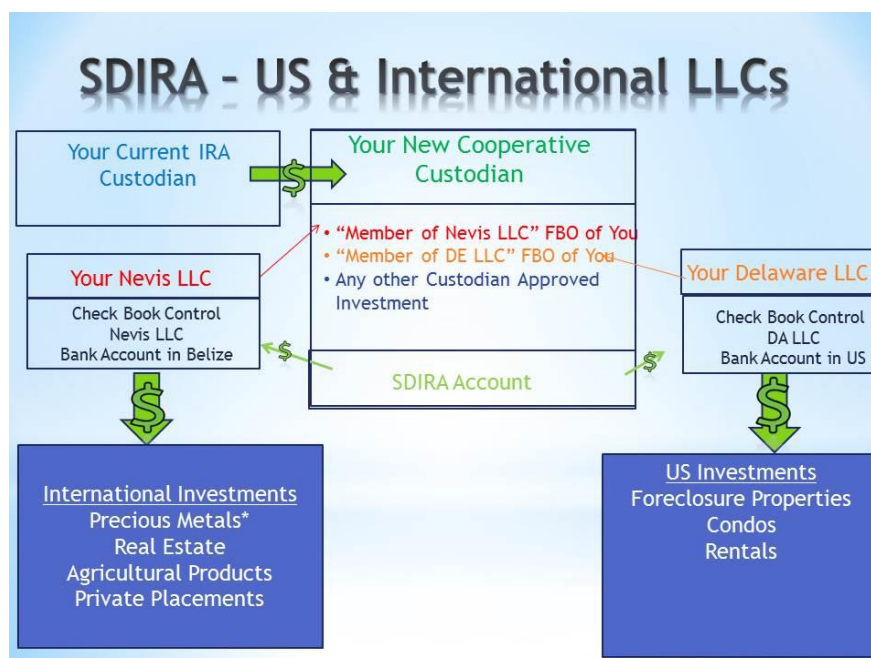 SDIRA - US & International LLCs
Your Current IRA
Custodian
$
Your New Cooperative
Custodian
• “Member of Nevis LLC” FBO of You
• “Member of DE LLC” FBO of You
• Any other Custodian Approved
Investment
Your Nevis LLC
Check Book Control
Nevis LLC
Bank Account in Belize
$
SDIRA Account
$
Your Delaware LLC
Check Book Control
DA LLC
Bank Account in US
$
$
International Investments
Precious Metals*
Real Estate
Agricultural Products
Private Placements
US Investments
Foreclosure Properties
Condos
Rentals